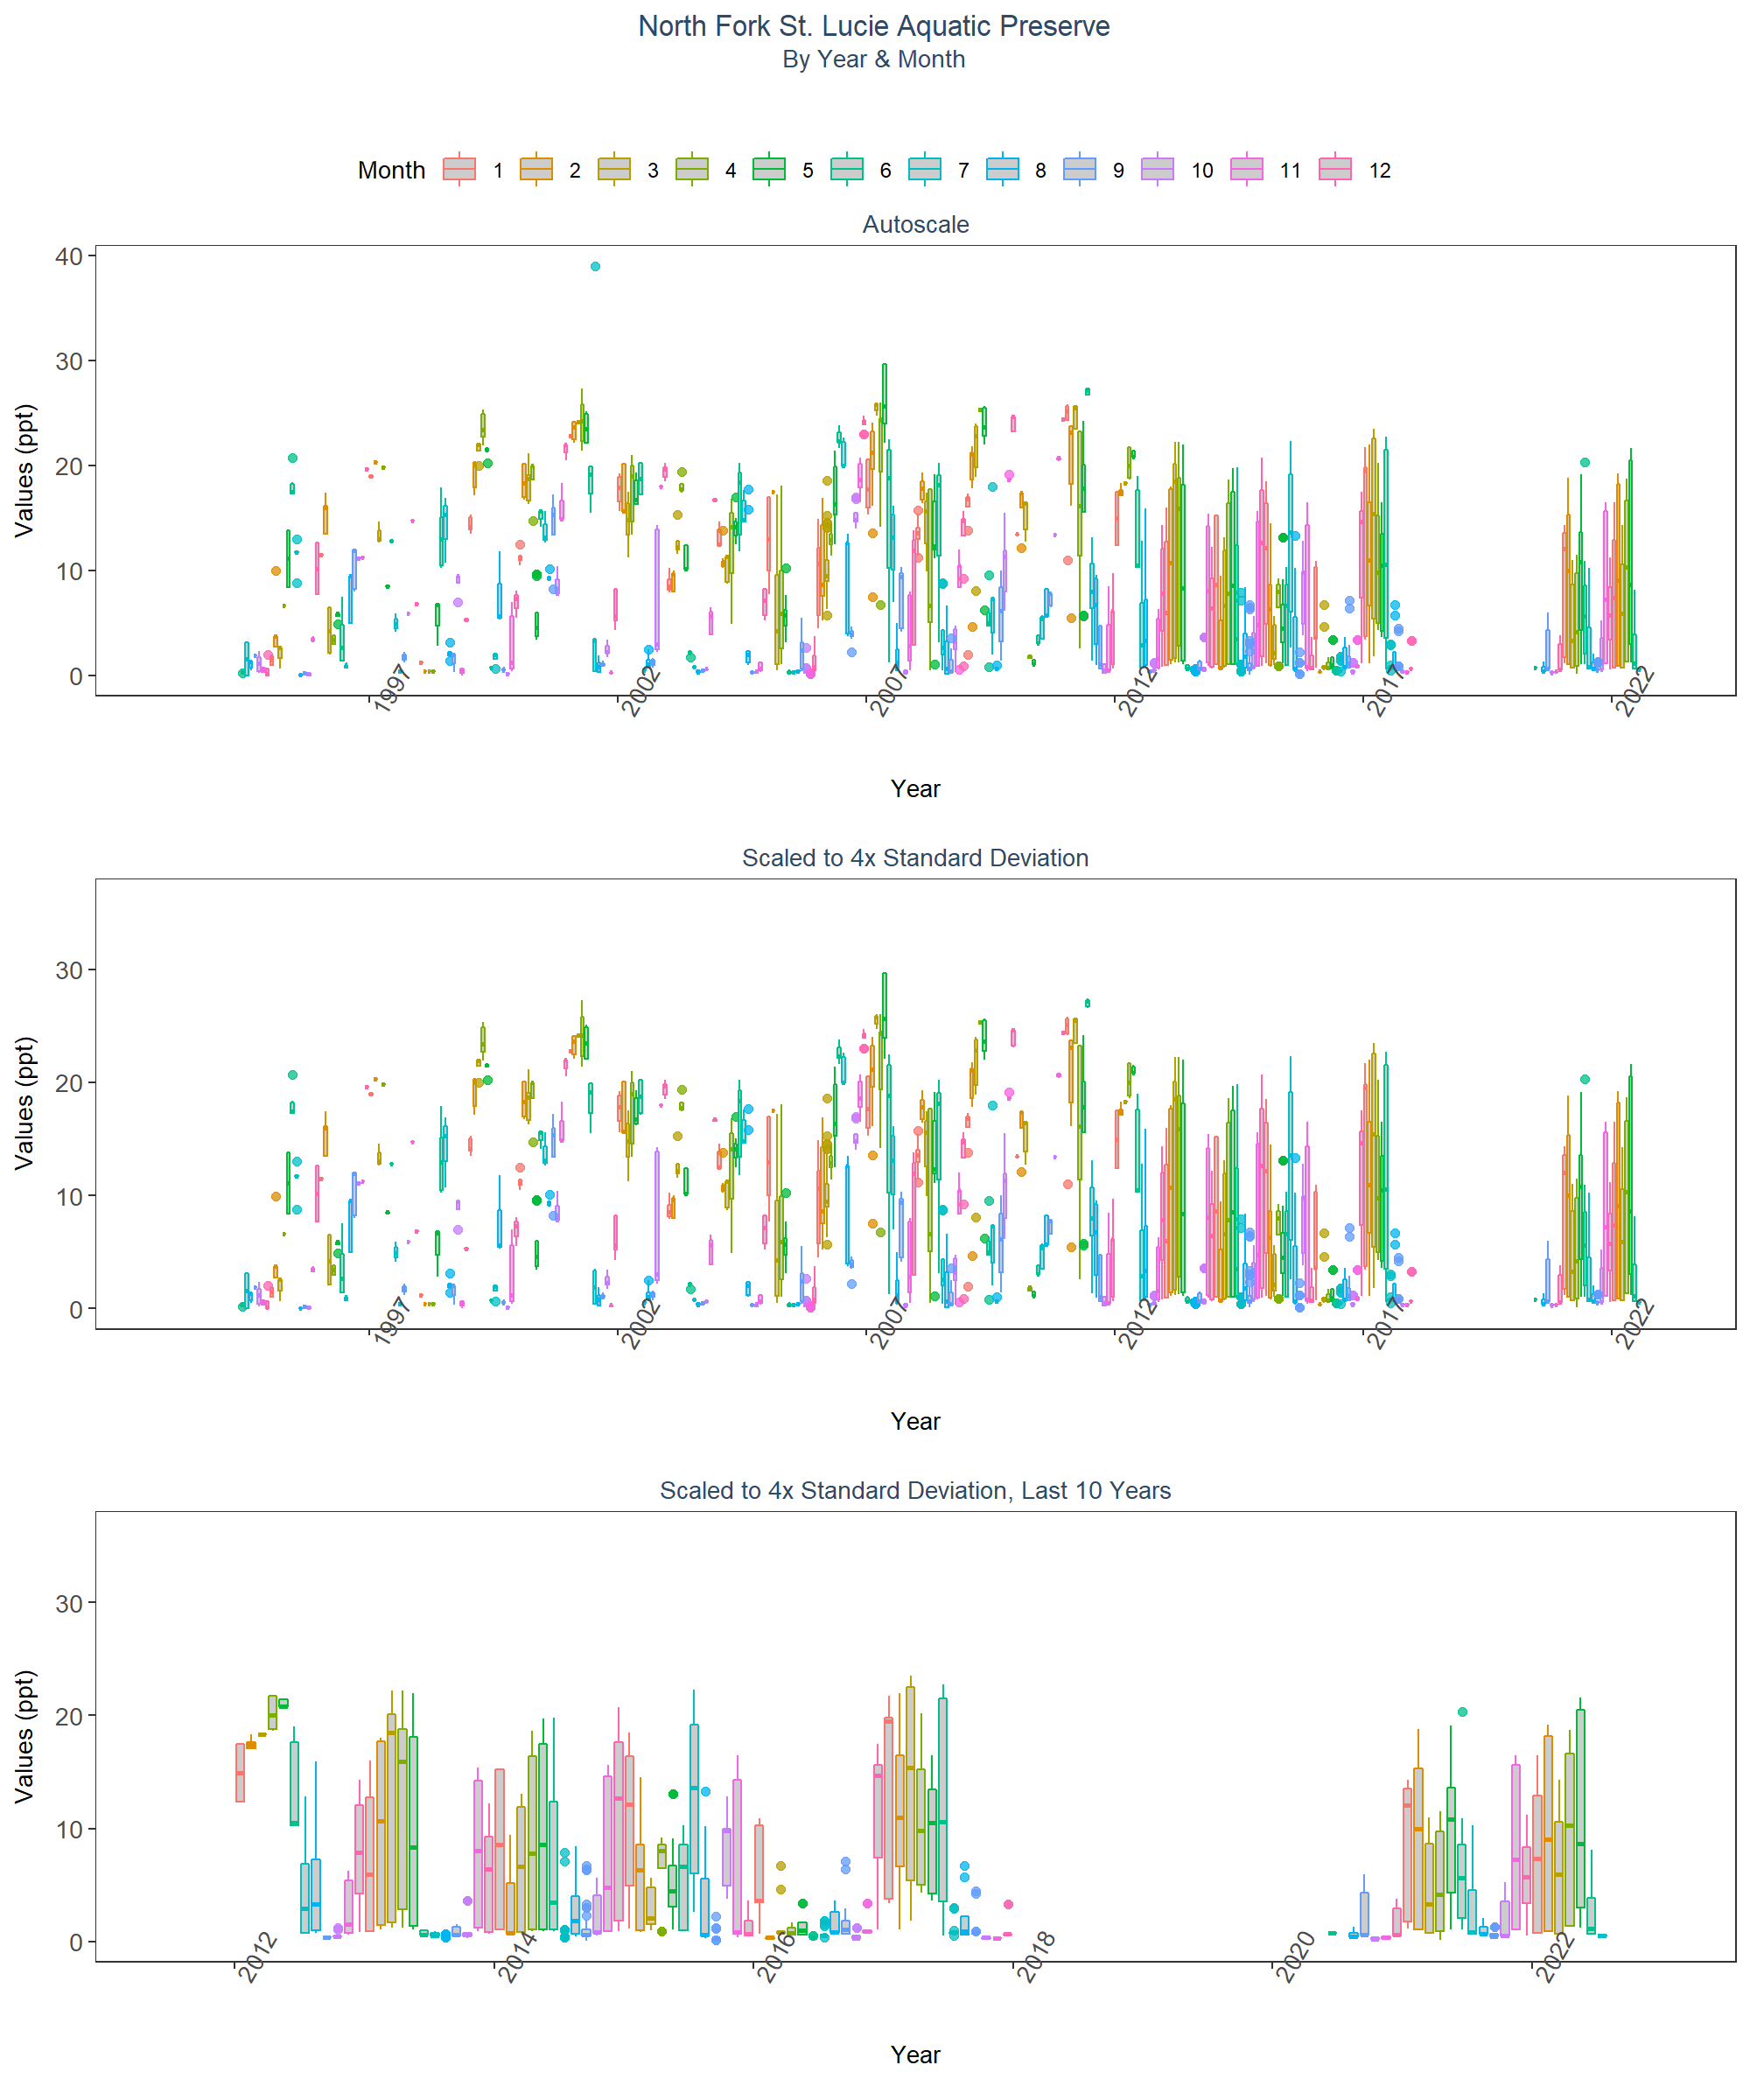 North Fork St. Lucie Aquatic Preserve
By Year & Month
Month 1 2 3 4 5 6 7 8 9 10 11 12
Autoscale
Values (ppt)
40
30
20
10
0
1997 2002 2007 2012 2017 2022
Year
Scaled to 4x Standard Deviation
Values (ppt)
30
20
10
0
1997 2002 2007 2012 2017 2022
Year
Scaled to 4x Standard Deviation, Last 10 Years
Values (ppt)
30
20
10
0
2012 2014 2016 2018 2020 2022
Year